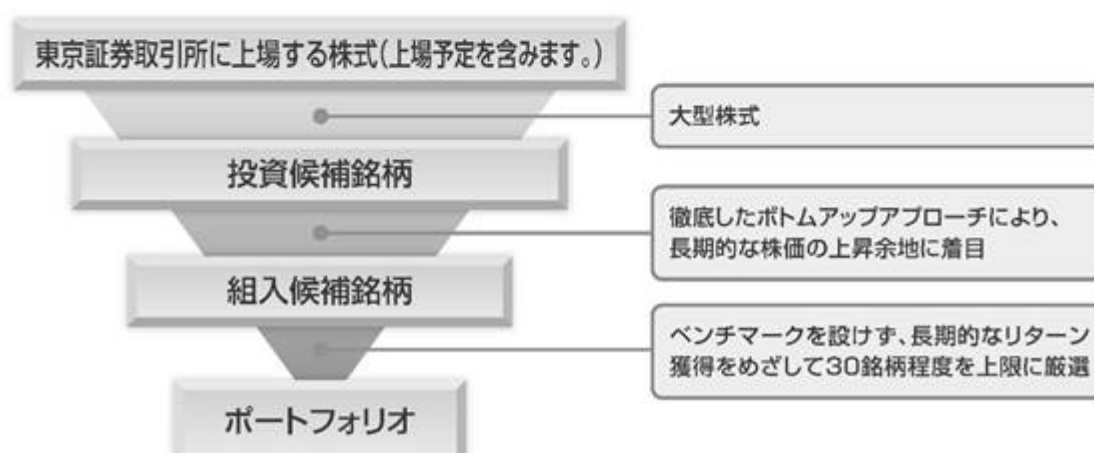 東京証券取引所に上場する株式(上場予定を含みます。)
大型株式
投資候補銘柄
徹底したボトムアップアプローチにより、
長期的な株価の上昇余地に着目
組入候補銘柄
ベンチマークを設けず、長期的なリターン
獲得をめざして30銘柄程度を上限に厳選
ポートフォリオ